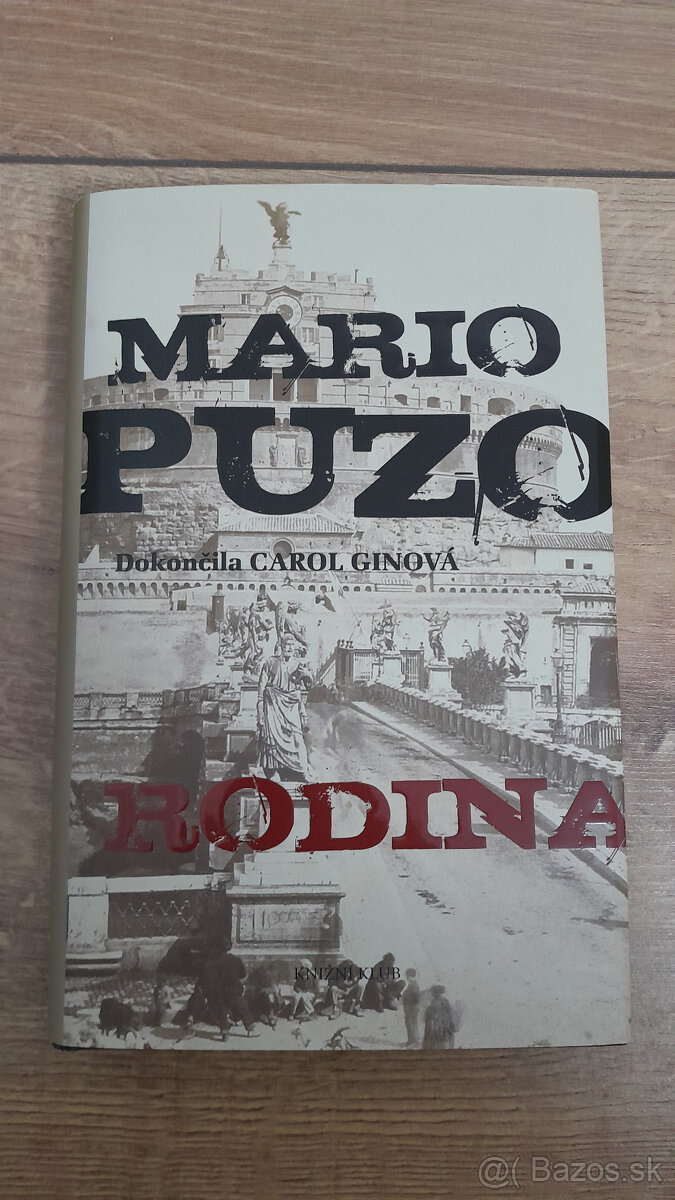 MARIO
PUZO
Dokončila CAROL GINOVÁ
RODINA
KNIŽNÍ KLUB
@( Bazos.sk